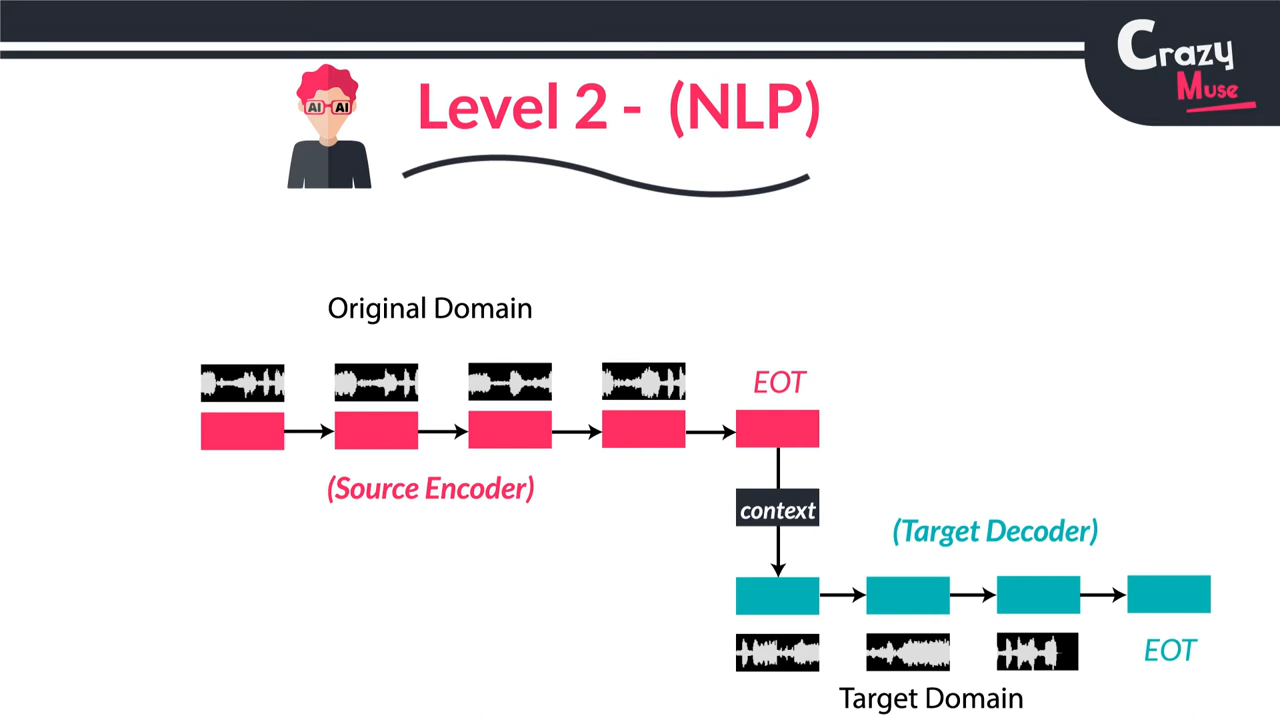 Crazy
Muse
AI AI
Level 2 - (NLP)
Original Domain
EOT
(Source Encoder)
context
(Target Decoder)
EOT
Target Domain